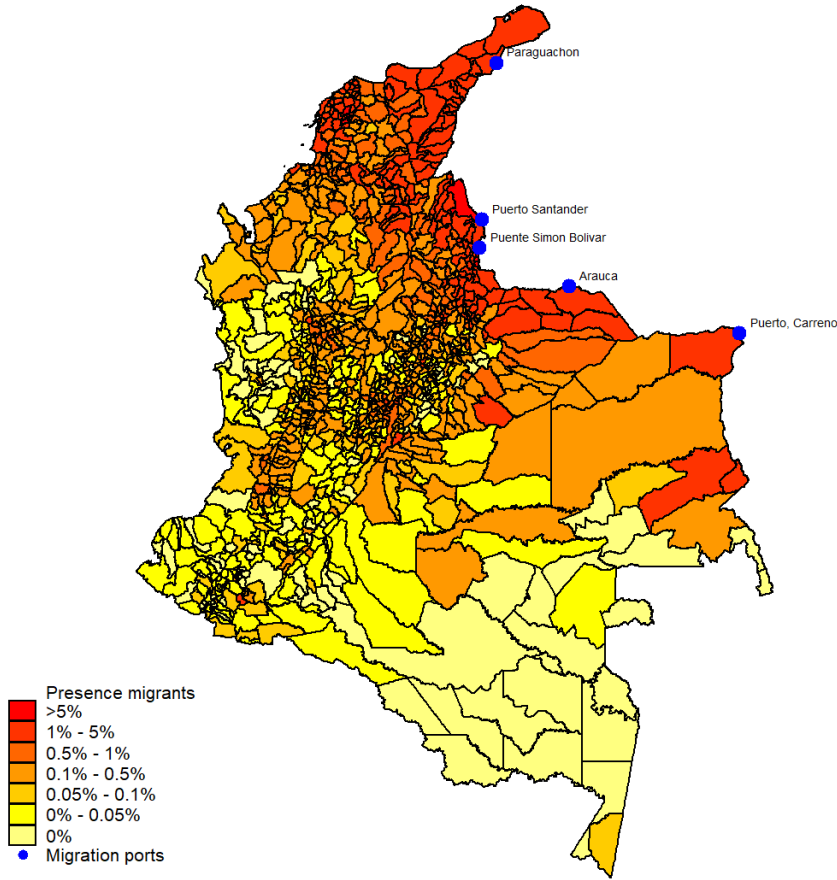 Paraguachon
Puerto Santander
Puente Simon Bolivar
Arauca
Puerto, Carreno
Presence migrants
>5%
1% - 5%
0.5% - 1%
0.1% - 0.5%
0.05% - 0.1%
0% - 0.05%
0%
Migration ports